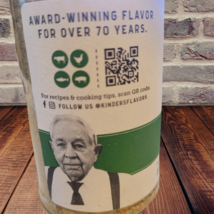 AWARD-WINNING FLAVOR
FOR OVER 70 YEARS.
For recipes & cooking tips, scan QR code.
FOLLOW US @KINDERSFLAVORS